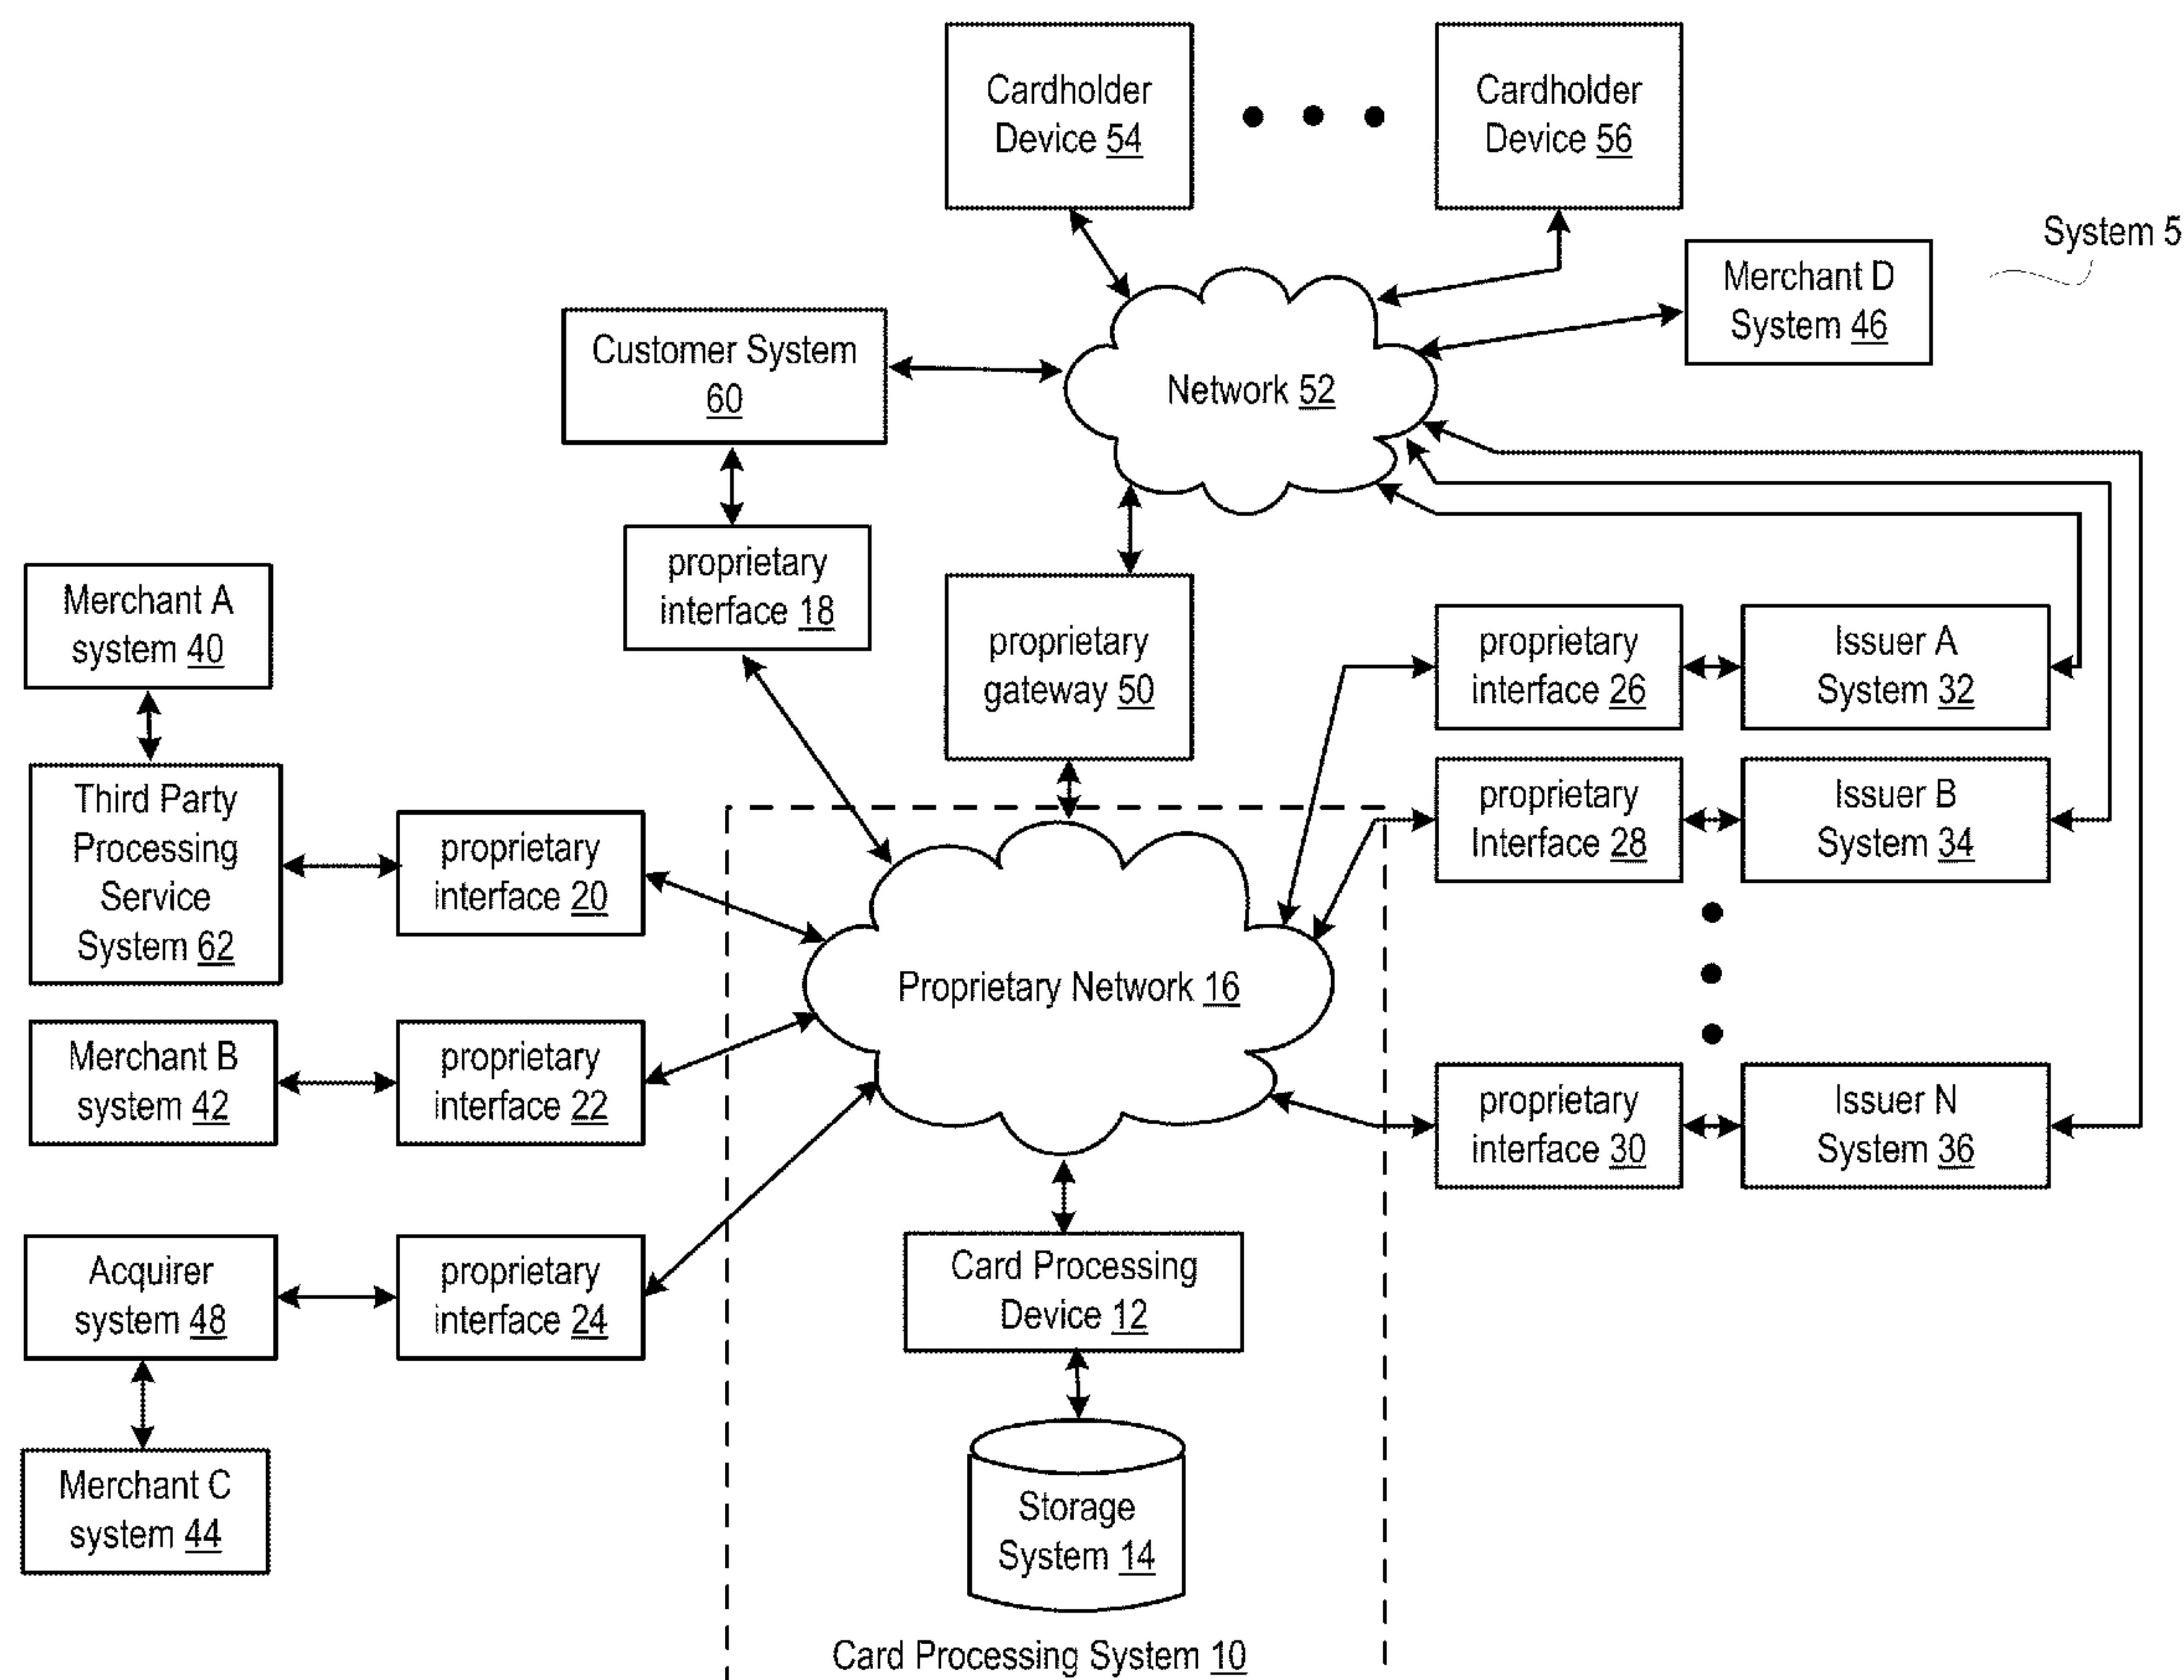 Cardholder
Device 54
Cardholder
Device 56
System 5
Merchant D
System 46
Customer System
60
Network 52
proprietary
interface 18
Merchant A
system 40
proprietary
gateway 50
proprietary
interface 26
Issuer A
System 32
Third Party
Processing
Service
System 62
proprietary
interface 20
proprietary
Interface 28
Issuer B
System 34
Proprietary Network 16
Merchant B
system 42
proprietary
interface 22
proprietary
interface 30
Issuer N
System 36
Acquirer
system 48
proprietary
interface 24
Card Processing
Device 12
Merchant C
system 44
Storage
System 14
Card Processing System 10